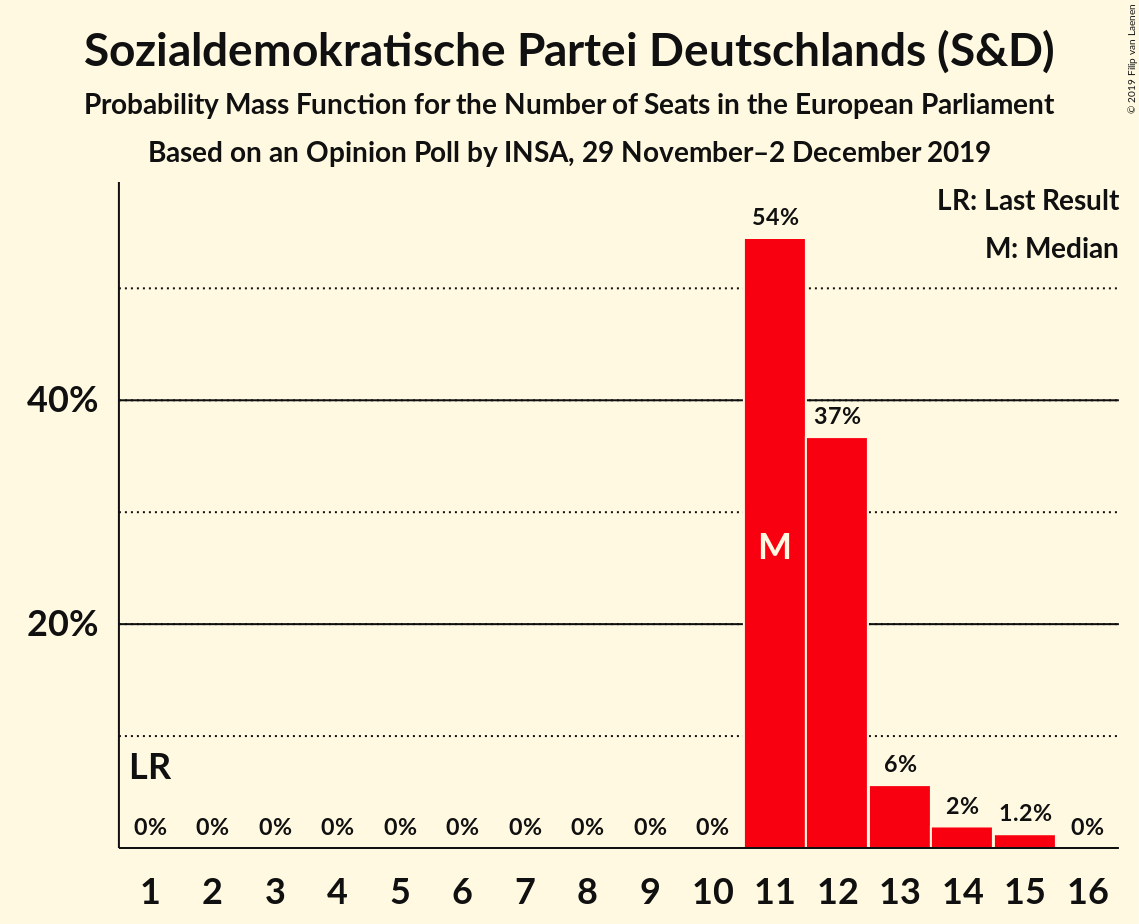 Sozialdemokratische Partei Deutschlands (S&D)
Probability Mass Function for the Number of Seats in the European Parliament
Based on an Opinion Poll by INSA, 29 November–2 December 2019
© 2019 Filip van Laenen
LR: Last Result
M: Median
54%
40%
37%
M
20%
LR
6%
2%
1.2%
0% 0% 0% 0% 0% 0% 0% 0% 0% 0% 0%
1 2 3 4 5 6 7 8 9 10 11 12 13 14 15 16